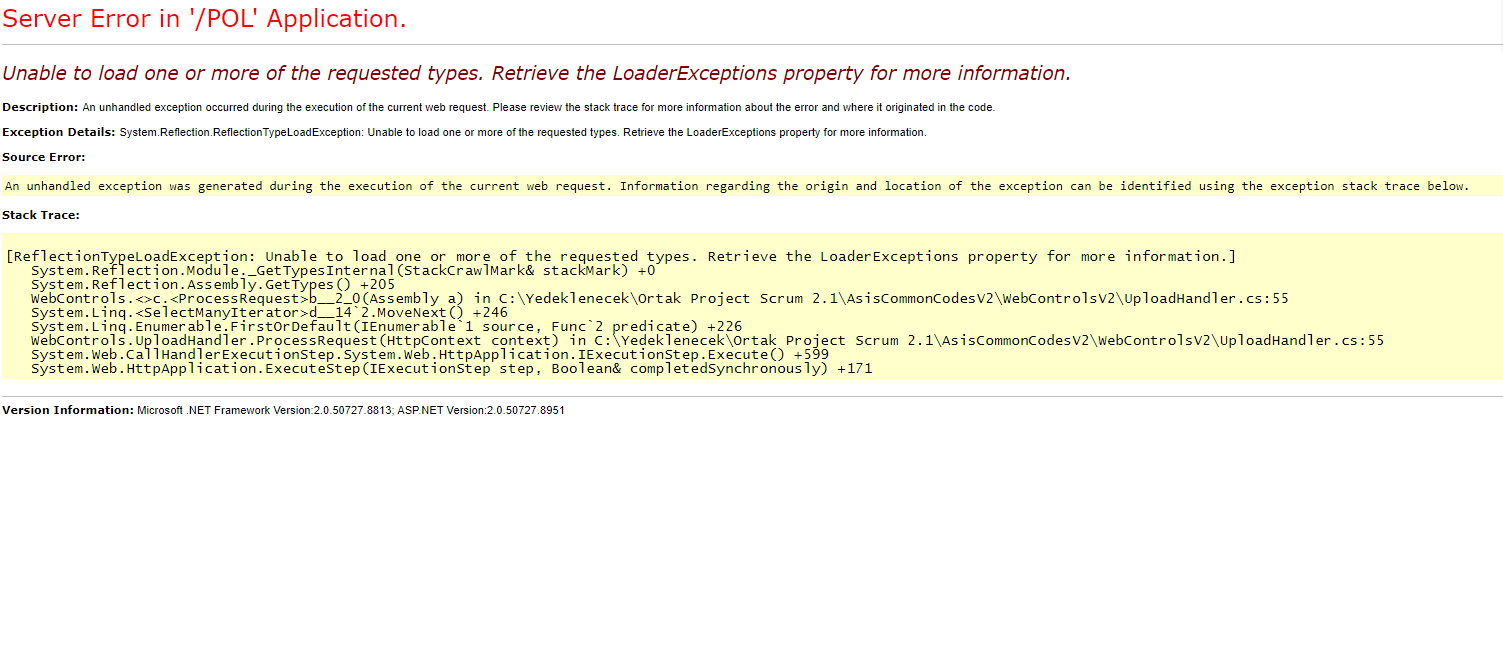 Server Error in '/POL' Application.
Unable to load one or more of the requested types. Retrieve the LoaderExceptions property for more information.
Description: An unhandled exception occurred during the execution of the current web request. Please review the stack trace for more information about the error and where it originated in the code.
Exception Details: System.Reflection.ReflectionTypeLoadException: Unable to load one or more of the requested types. Retrieve the LoaderExceptions property for more information.
Source Error:
An unhandled exception was generated during the execution of the current web request. Information regarding the origin and location of the exception can be identified using the exception stack trace below.
Stack Trace:
[ReflectionTypeLoadException: Unable to load one or more of the requested types. Retrieve the LoaderExceptions property for more information.]
System.Reflection.Module._GetTypesInternal(StackCrawlMark& stackMark) +0
System.Reflection.Assembly.GetTypes() +205
WebControls.<>c.<ProcessRequest>b__2_0(Assembly a) in C:\Yedeklenecek\Ortak Project Scrum 2.1\AsisCommonCodesV2\WebControlsV2\UploadHandler.cs:55
System.Linq.<SelectManyIterator>d__14`2.MoveNext() +246
System.Linq.Enumerable.FirstOrDefault(IEnumerable`1 source, Func`2 predicate) +226
WebControls.UploadHandler.ProcessRequest(HttpContext context) in C:\Yedeklenecek\Ortak Project Scrum 2.1\AsisCommonCodesV2\WebControlsV2\UploadHandler.cs:55
System.Web.CallHandlerExecutionStep.System.Web.HttpApplication.IExecutionStep.Execute() +599
System.Web.HttpApplication.ExecuteStep(IExecutionStep step, Boolean& completedSynchronously) +171
Version Information: Microsoft .NET Framework Version:2.0.50727.8813; ASP.NET Version:2.0.50727.8951